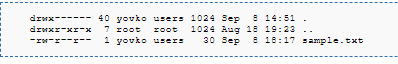 drwx------ 40 yovko users 1024 Sep  8 14:51 .
drwxr-xr-x  7 root  root  1024 Aug 18 19:23 ..
-rw-r--r--  1 yovko users   30 Sep  8 18:17 sample.txt